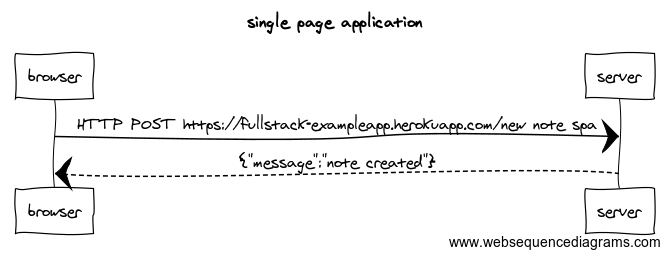 single page application
browser
server
HTTP POST https://fullstack-exampleapp.herokuapp.com/new note spa
{"message":"note created"}
browser
server
www.websequencediagrams.com